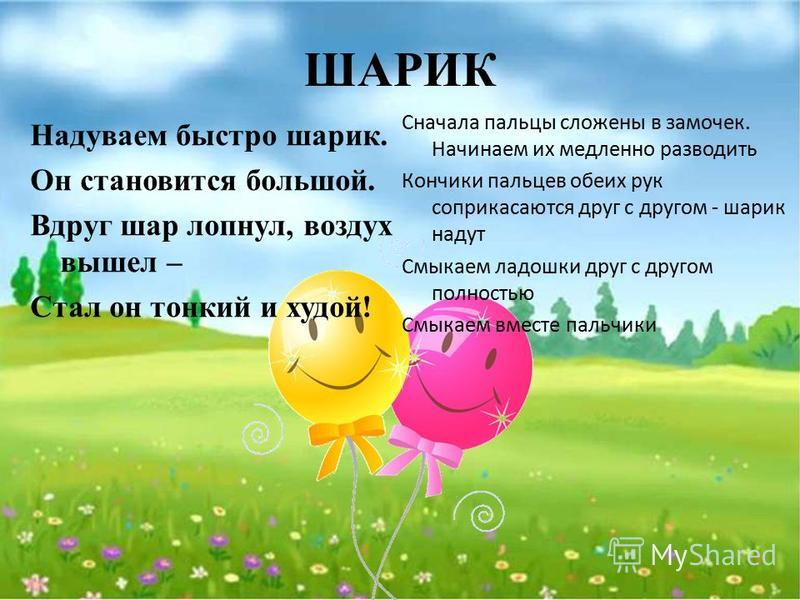 ШАРИК
Надуваем быстро шарик.
Он становится большой.
Вдруг шар лопнул, воздух
вышел –
Стал он тонкий и худой!
Сначала пальцы сложены в замочек.
Начинаем их медленно разводить
Кончики пальцев обеих рук
соприкасаются друг с другом - шарик
надут
Смыкаем ладошки друг с другом
полностью
Смыкаем вместе пальчики
MyShared